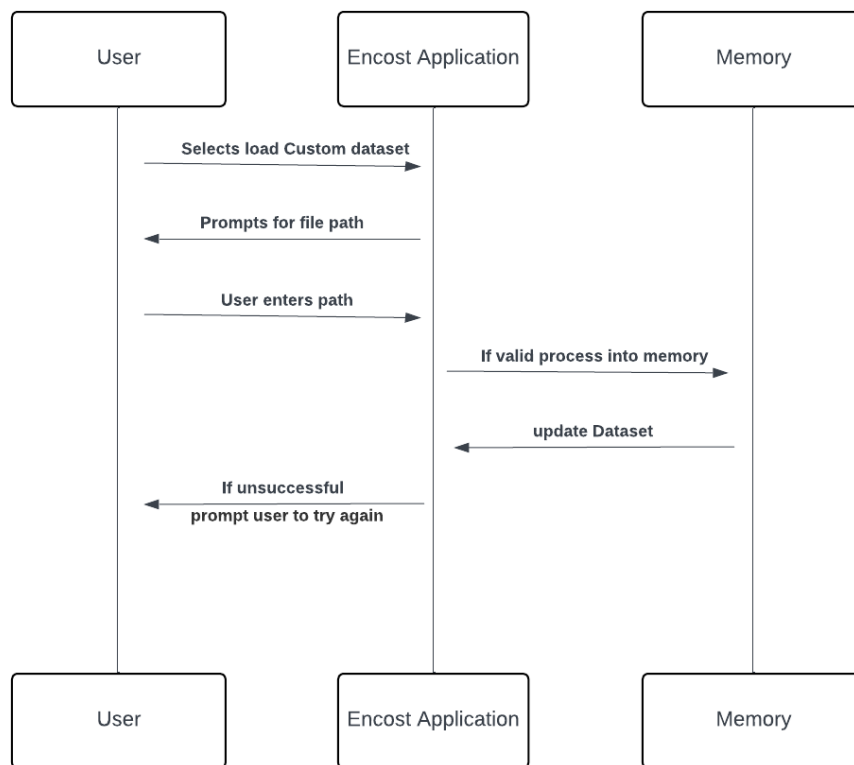 User
Encost Application
Memory
Selects load Custom dataset
Prompts for file path
User enters path
If valid process into memory
update Dataset
If unsuccessful
prompt user to try again
User
Encost Application
Memory